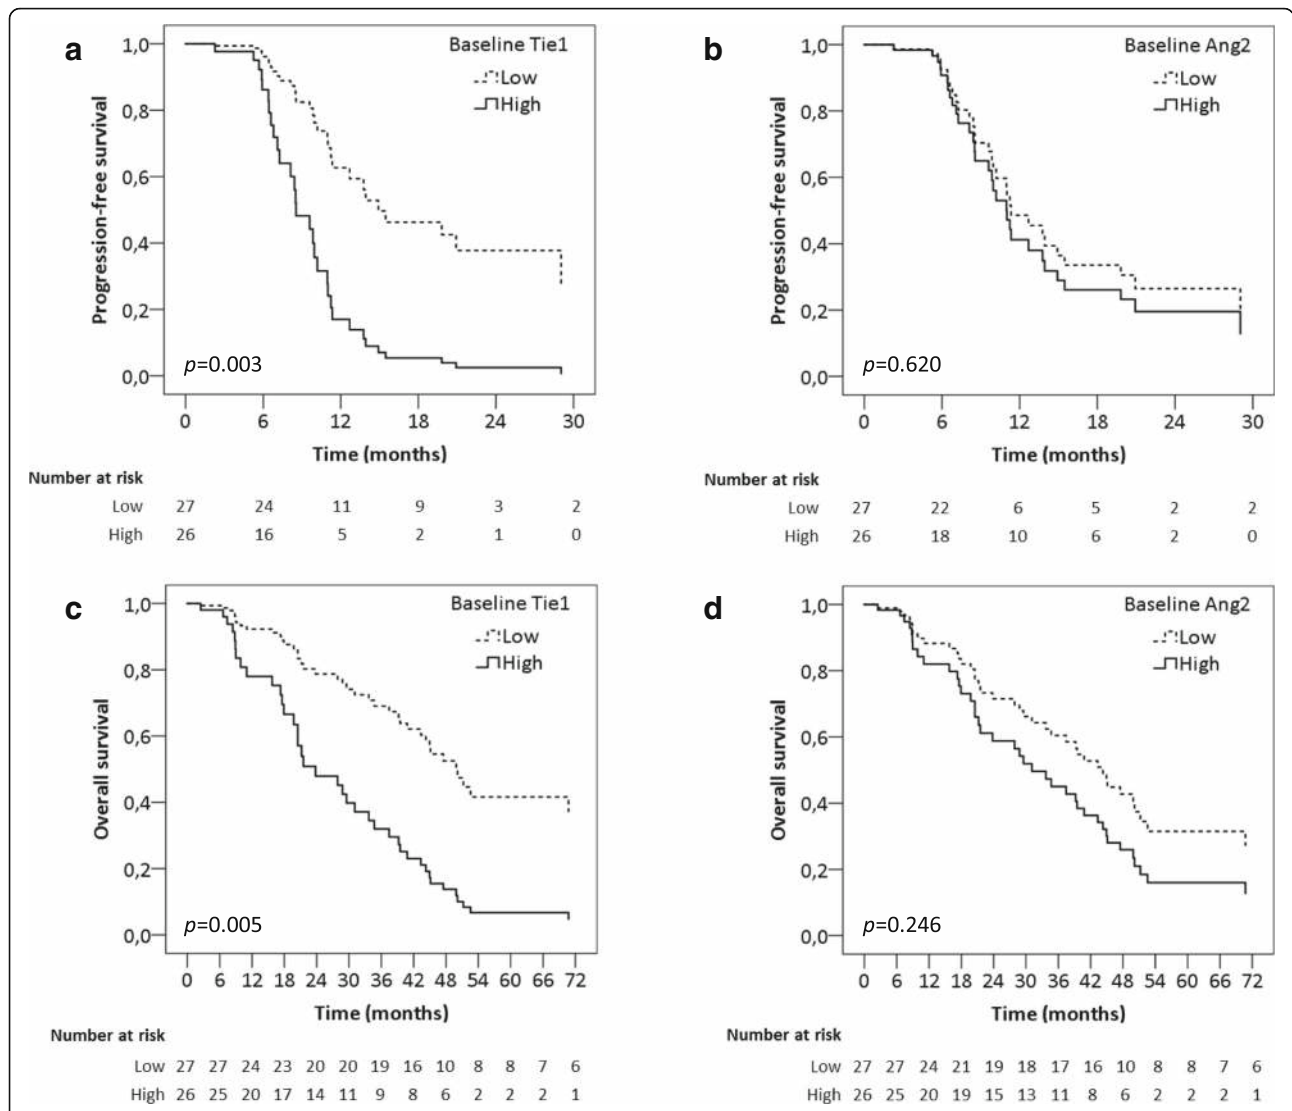 a
Baseline Tie1
Low
High
1,0
0,8
0,6
0,4
0,2
0,0
Progression-free survival
p=0.003
0 6 12 18 24 30
Time (months)
Number at risk
Low 27 24 11 9 3 2
High 26 16 5 2 1 0
b
Baseline Ang2
Low
High
1,0
0,8
0,6
0,4
0,2
0,0
Progression-free survival
p=0.620
0 6 12 18 24 30
Time (months)
Number at risk
Low 27 22 6 5 2 2
High 26 18 10 6 2 0
c
Baseline Tie1
Low
High
1,0
0,8
0,6
0,4
0,2
0,0
Overall survival
p=0.005
0 6 12 18 24 30 36 42 48 54 60 66 72
Time (months)
Number at risk
Low 27 27 24 23 20 20 19 16 10 8 8 7 6
High 26 25 20 17 14 11 9 8 6 2 2 2 1
d
Baseline Ang2
Low
High
1,0
0,8
0,6
0,4
0,2
0,0
Overall survival
p=0.246
0 6 12 18 24 30 36 42 48 54 60 66 72
Time (months)
Number at risk
Low 27 27 24 21 19 18 17 16 10 8 8 7 6
High 26 25 20 19 15 13 11 8 6 2 2 2 1